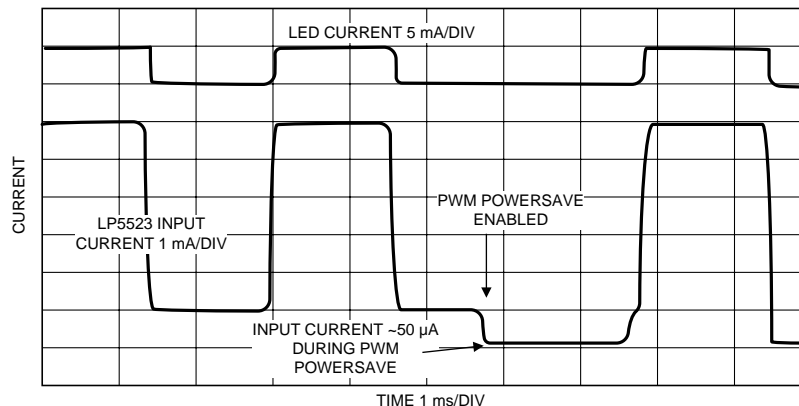 LED CURRENT 5 mA/DIV
CURRENT
LP5523 INPUT
CURRENT 1 mA/DIV
PWM POWERSAVE
ENABLED
INPUT CURRENT ~50 µA
DURING PWM
POWERSAVE
TIME 1 ms/DIV